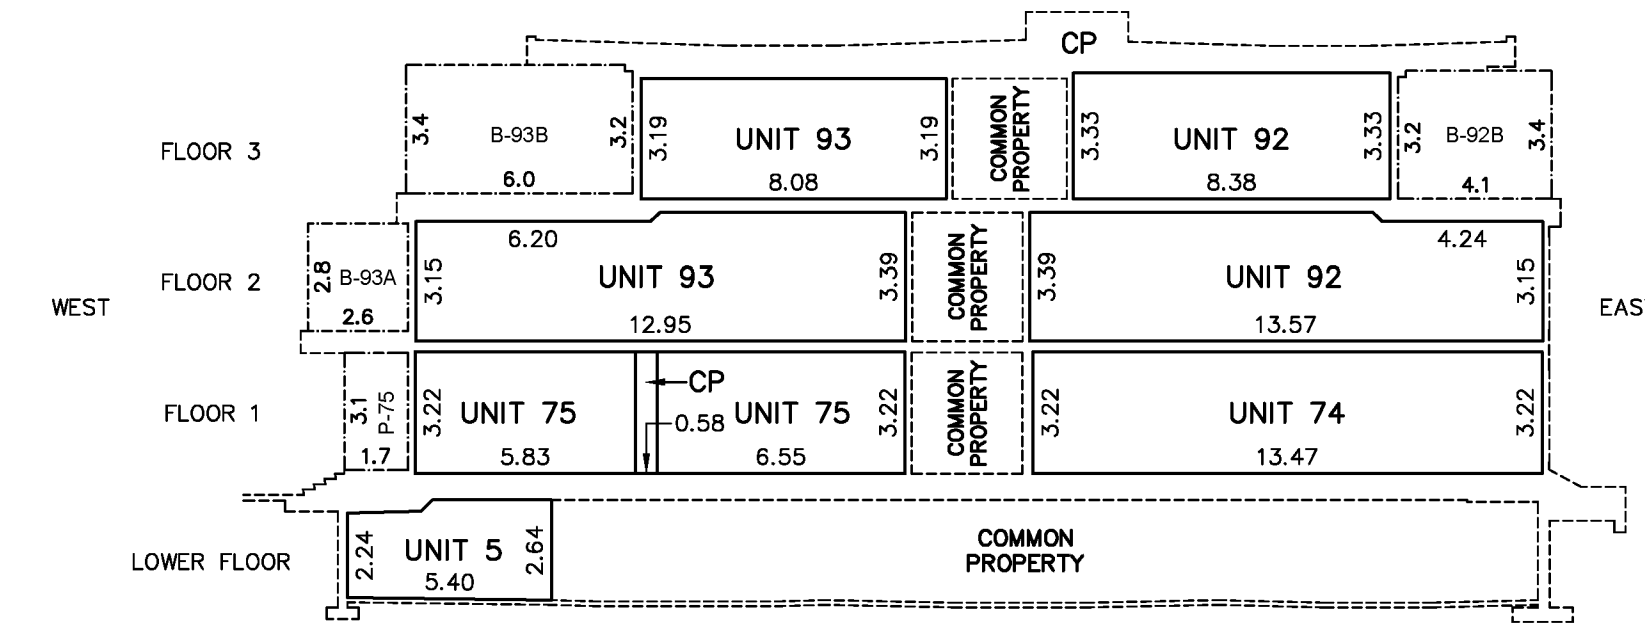 CP
FLOOR 3
3.4
B-93B
3.2
6.0
3.19
UNIT 93
3.19
8.08
COMMON
PROPERTY
3.33
UNIT 92
3.33
8.38
3.2
B-92B
3.4
4.1
WEST
FLOOR 2
2.8
B-93A
2.6
6.20
3.15
UNIT 93
3.39
12.95
COMMON
PROPERTY
3.39
UNIT 92
4.24
3.15
13.57
EAS
FLOOR 1
3.1
P-75
1.7
3.22
UNIT 75
5.83
CP
0.58
UNIT 75
3.22
6.55
COMMON
PROPERTY
3.22
UNIT 74
3.22
13.47
LOWER FLOOR
2.24
UNIT 5
2.64
5.40
COMMON
PROPERTY